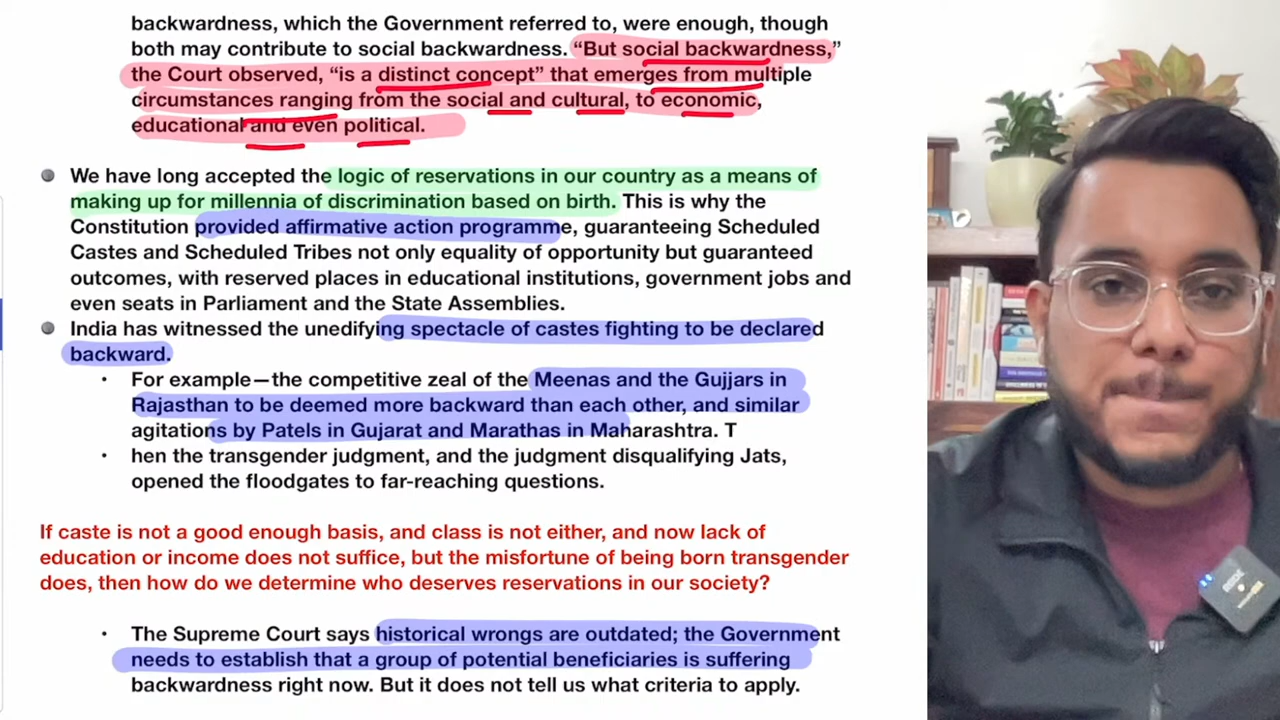 backwardness, which the Government referred to, were enough, though
both may contribute to social backwardness. “But social backwardness,”
the Court observed, “is a distinct concept” that emerges from multiple
circumstances ranging from the social and cultural, to economic,
educational and even political.
We have long accepted the logic of reservations in our country as a means of
making up for millennia of discrimination based on birth. This is why the
Constitution provided affirmative action programme, guaranteeing Scheduled
Castes and Scheduled Tribes not only equality of opportunity but guaranteed
outcomes, with reserved places in educational institutions, government jobs and
even seats in Parliament and the State Assemblies.
India has witnessed the unedifying spectacle of castes fighting to be declared
backward.
For example—the competitive zeal of the Meenas and the Gujjars in
Rajasthan to be deemed more backward than each other, and similar
agitations by Patels in Gujarat and Marathas in Maharashtra. T
hen the transgender judgment, and the judgment disqualifying Jats,
opened the floodgates to far-reaching questions.
If caste is not a good enough basis, and class is not either, and now lack of
education or income does not suffice, but the misfortune of being born transgender
does, then how do we determine who deserves reservations in our society?
The Supreme Court says historical wrongs are outdated; the Government
needs to establish that a group of potential beneficiaries is suffering
backwardness right now. But it does not tell us what criteria to apply.